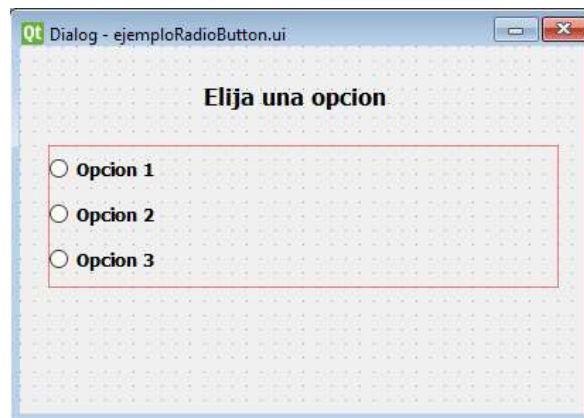 Qt Dialog - ejemploRadioButton.ui
Elija una opcion
Opcion 1
Opcion 2
Opcion 3